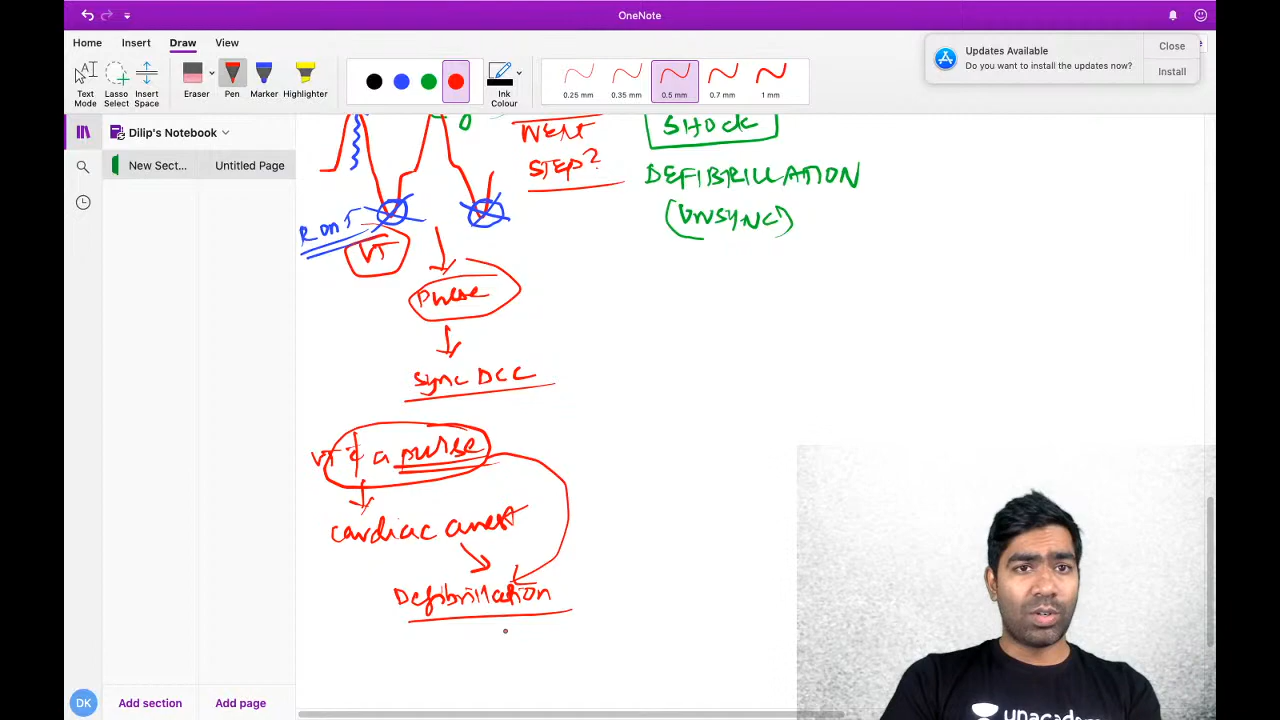 OneNote
Home Insert Draw View
Updates Available
Do you want to install the updates now?
Close
Install
Text Mode
Lasso Select
Insert Space
Eraser
Pen
Marker
Highlighter
Ink Colour
0.25 mm
0.35 mm
0.5 mm
0.7 mm
1 mm
Dilip's Notebook
New Sect...
Untitled Page
NEXT
STEP?
SHOCK
DEFIBRILLATION
(UNSYNC)
R on T
VT
Pulse
Sync DCC
VT c a pulse
cardiac arrest
Defibrillation
DK
Add section
Add page
unacadem